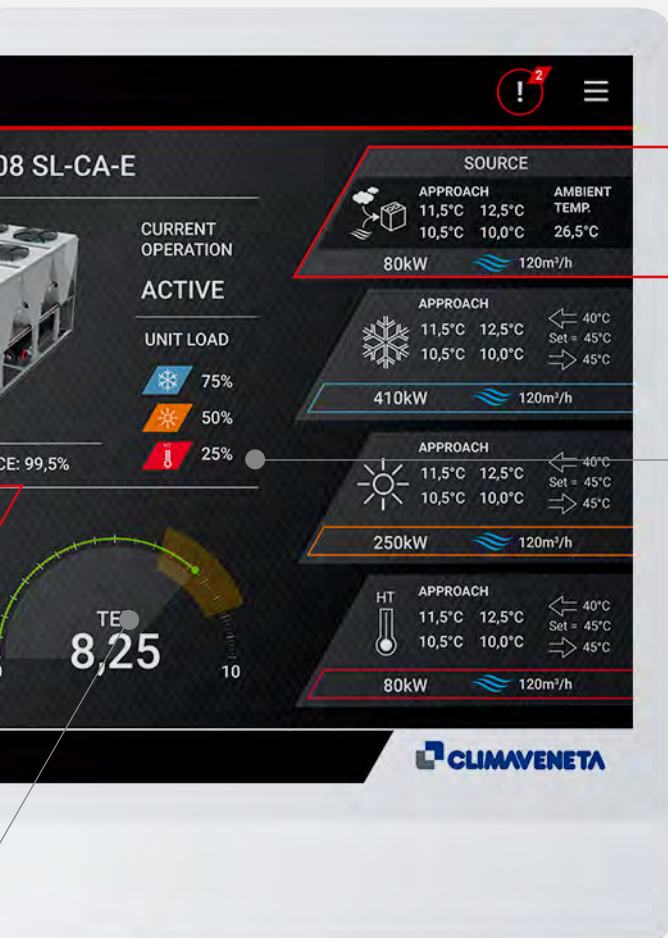 2
08 SL-CA-E
CURRENT
OPERATION
ACTIVE
UNIT LOAD
75%
50%
HT
25%
CE: 99,5%
TE
8,25
10
SOURCE
APPROACH
11,5°C 12,5°C
10,5°C 10,0°C
AMBIENT
TEMP.
26,5°C
80kW 120m³/h
APPROACH
11,5°C 12,5°C
10,5°C 10,0°C
40°C
Set = 45°C
45°C
410kW 120m³/h
APPROACH
11,5°C 12,5°C
10,5°C 10,0°C
40°C
Set = 45°C
45°C
250kW 120m³/h
HT
APPROACH
11,5°C 12,5°C
10,5°C 10,0°C
40°C
Set = 45°C
45°C
80kW 120m³/h
CLIMAVENETA